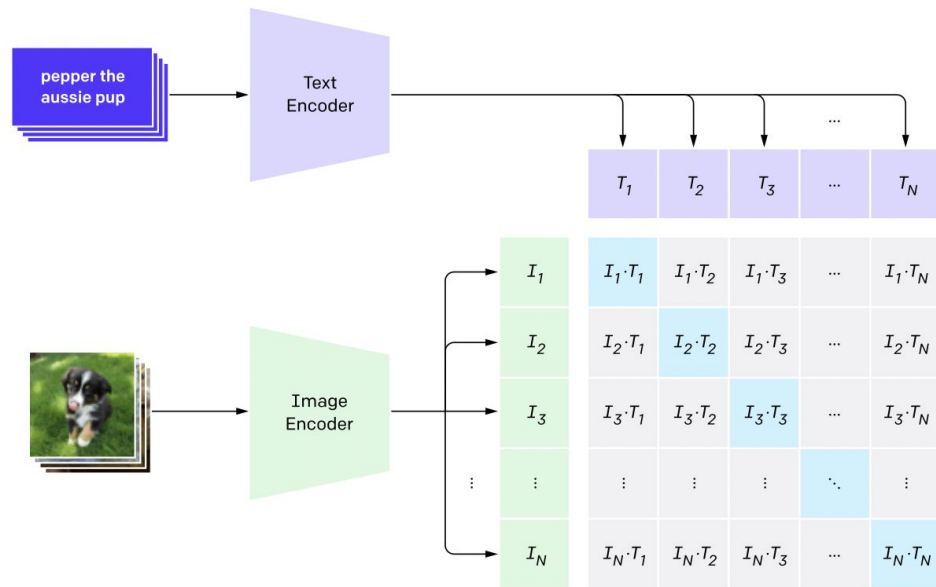 pepper the
aussie pup
Text
Encoder
...
T1 T2 T3 ... TN
I1 I1·T1 I1·T2 I1·T3 ... I1·TN
I2 I2·T1 I2·T2 I2·T3 ... I2·TN
Image
Encoder
I3 I3·T1 I3·T2 I3·T3 ... I3·TN
⋮ ⋮ ⋮ ⋮ ⋮ ⋱ ⋮
IN IN·T1 IN·T2 IN·T3 ... IN·TN